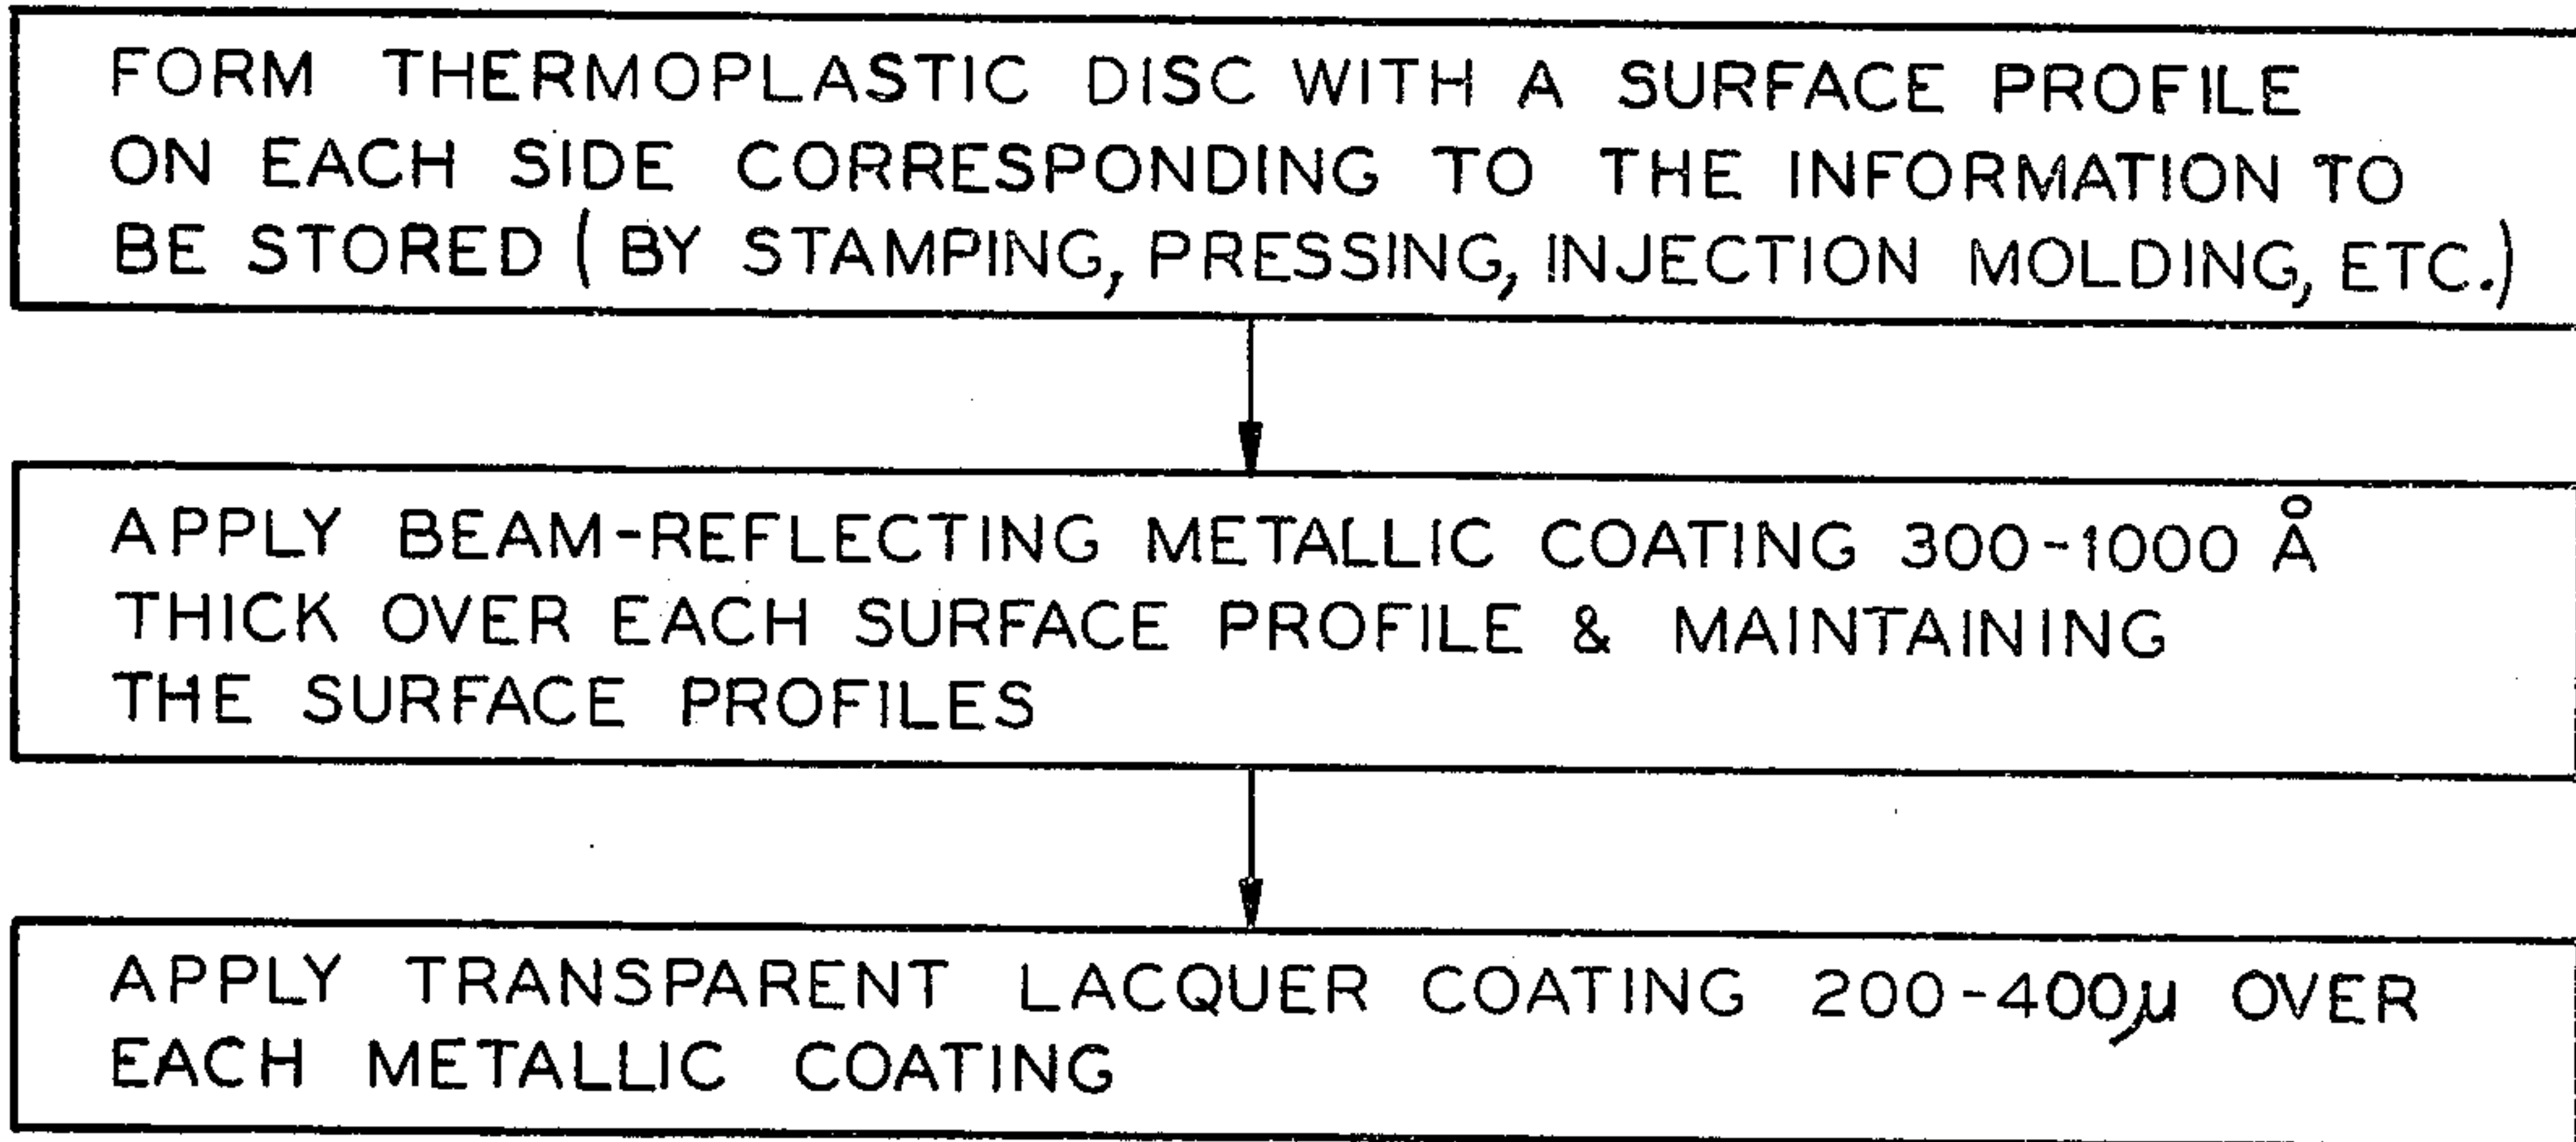 FORM THERMOPLASTIC DISC WITH A SURFACE PROFILE
ON EACH SIDE CORRESPONDING TO THE INFORMATION TO
BE STORED (BY STAMPING, PRESSING, INJECTION MOLDING, ETC.)
APPLY BEAM-REFLECTING METALLIC COATING 300-1000 Å
THICK OVER EACH SURFACE PROFILE & MAINTAINING
THE SURFACE PROFILES
APPLY TRANSPARENT LACQUER COATING 200-400µ OVER
EACH METALLIC COATING